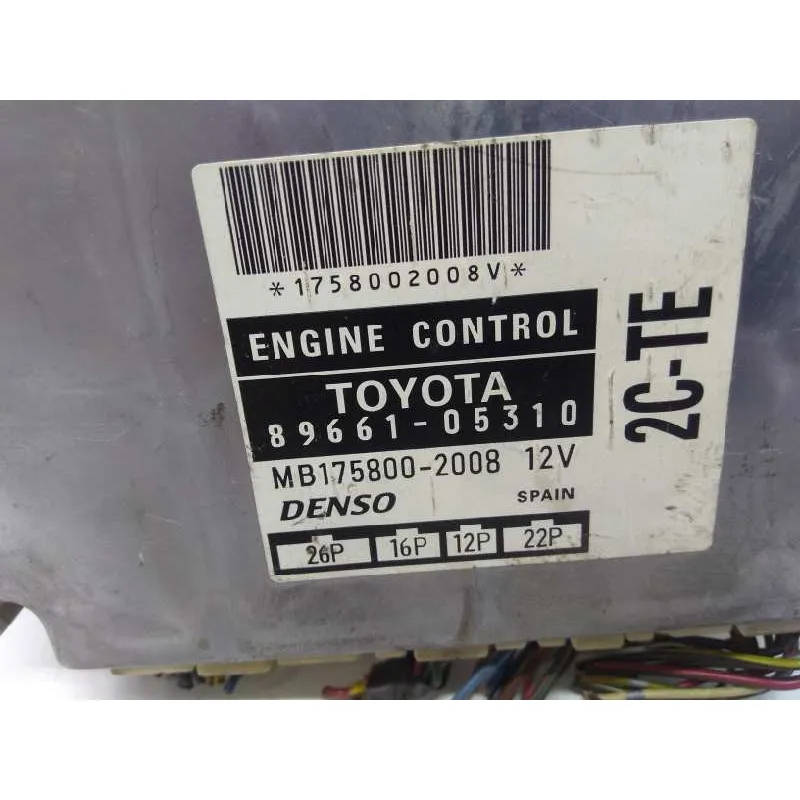 *1758002008V*
ENGINE CONTROL
TOYOTA
89661-05310
MB175800-2008 12V
DENSO SPAIN
26P 16P 12P 22P
2C-TE